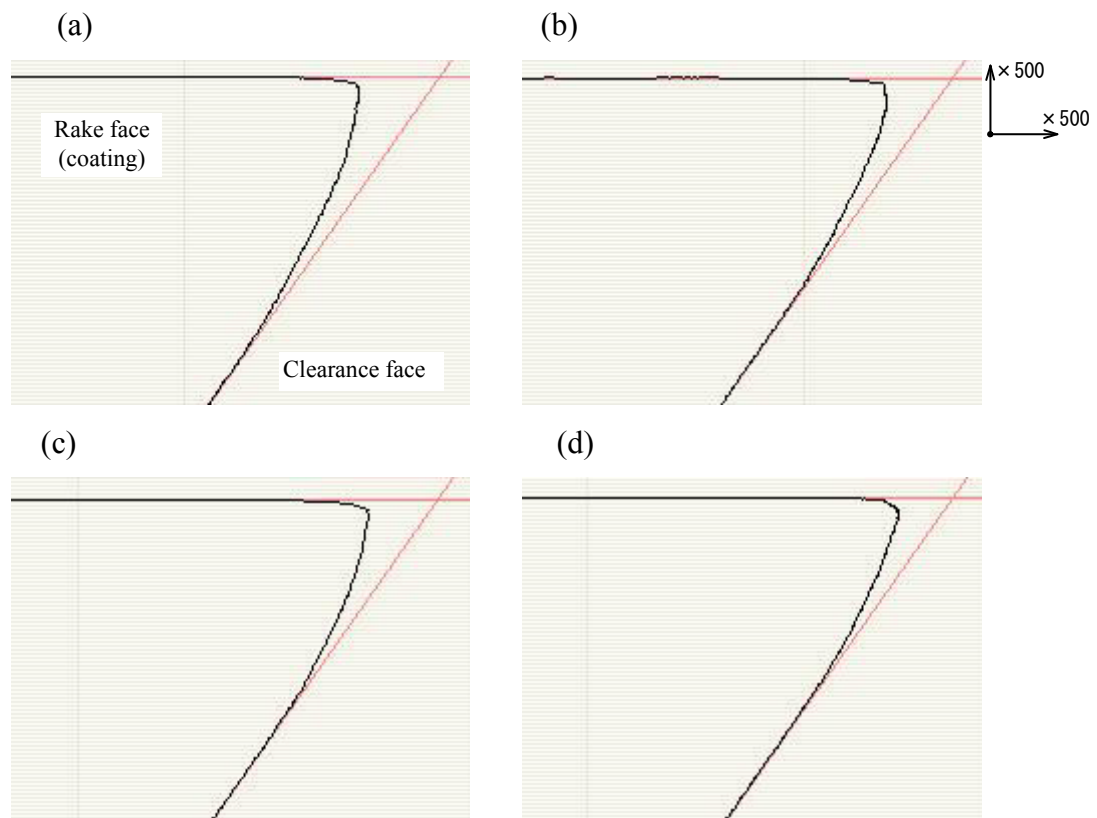 (a)
(b)
×500
×500
Rake face
(coating)
Clearance face
(c)
(d)